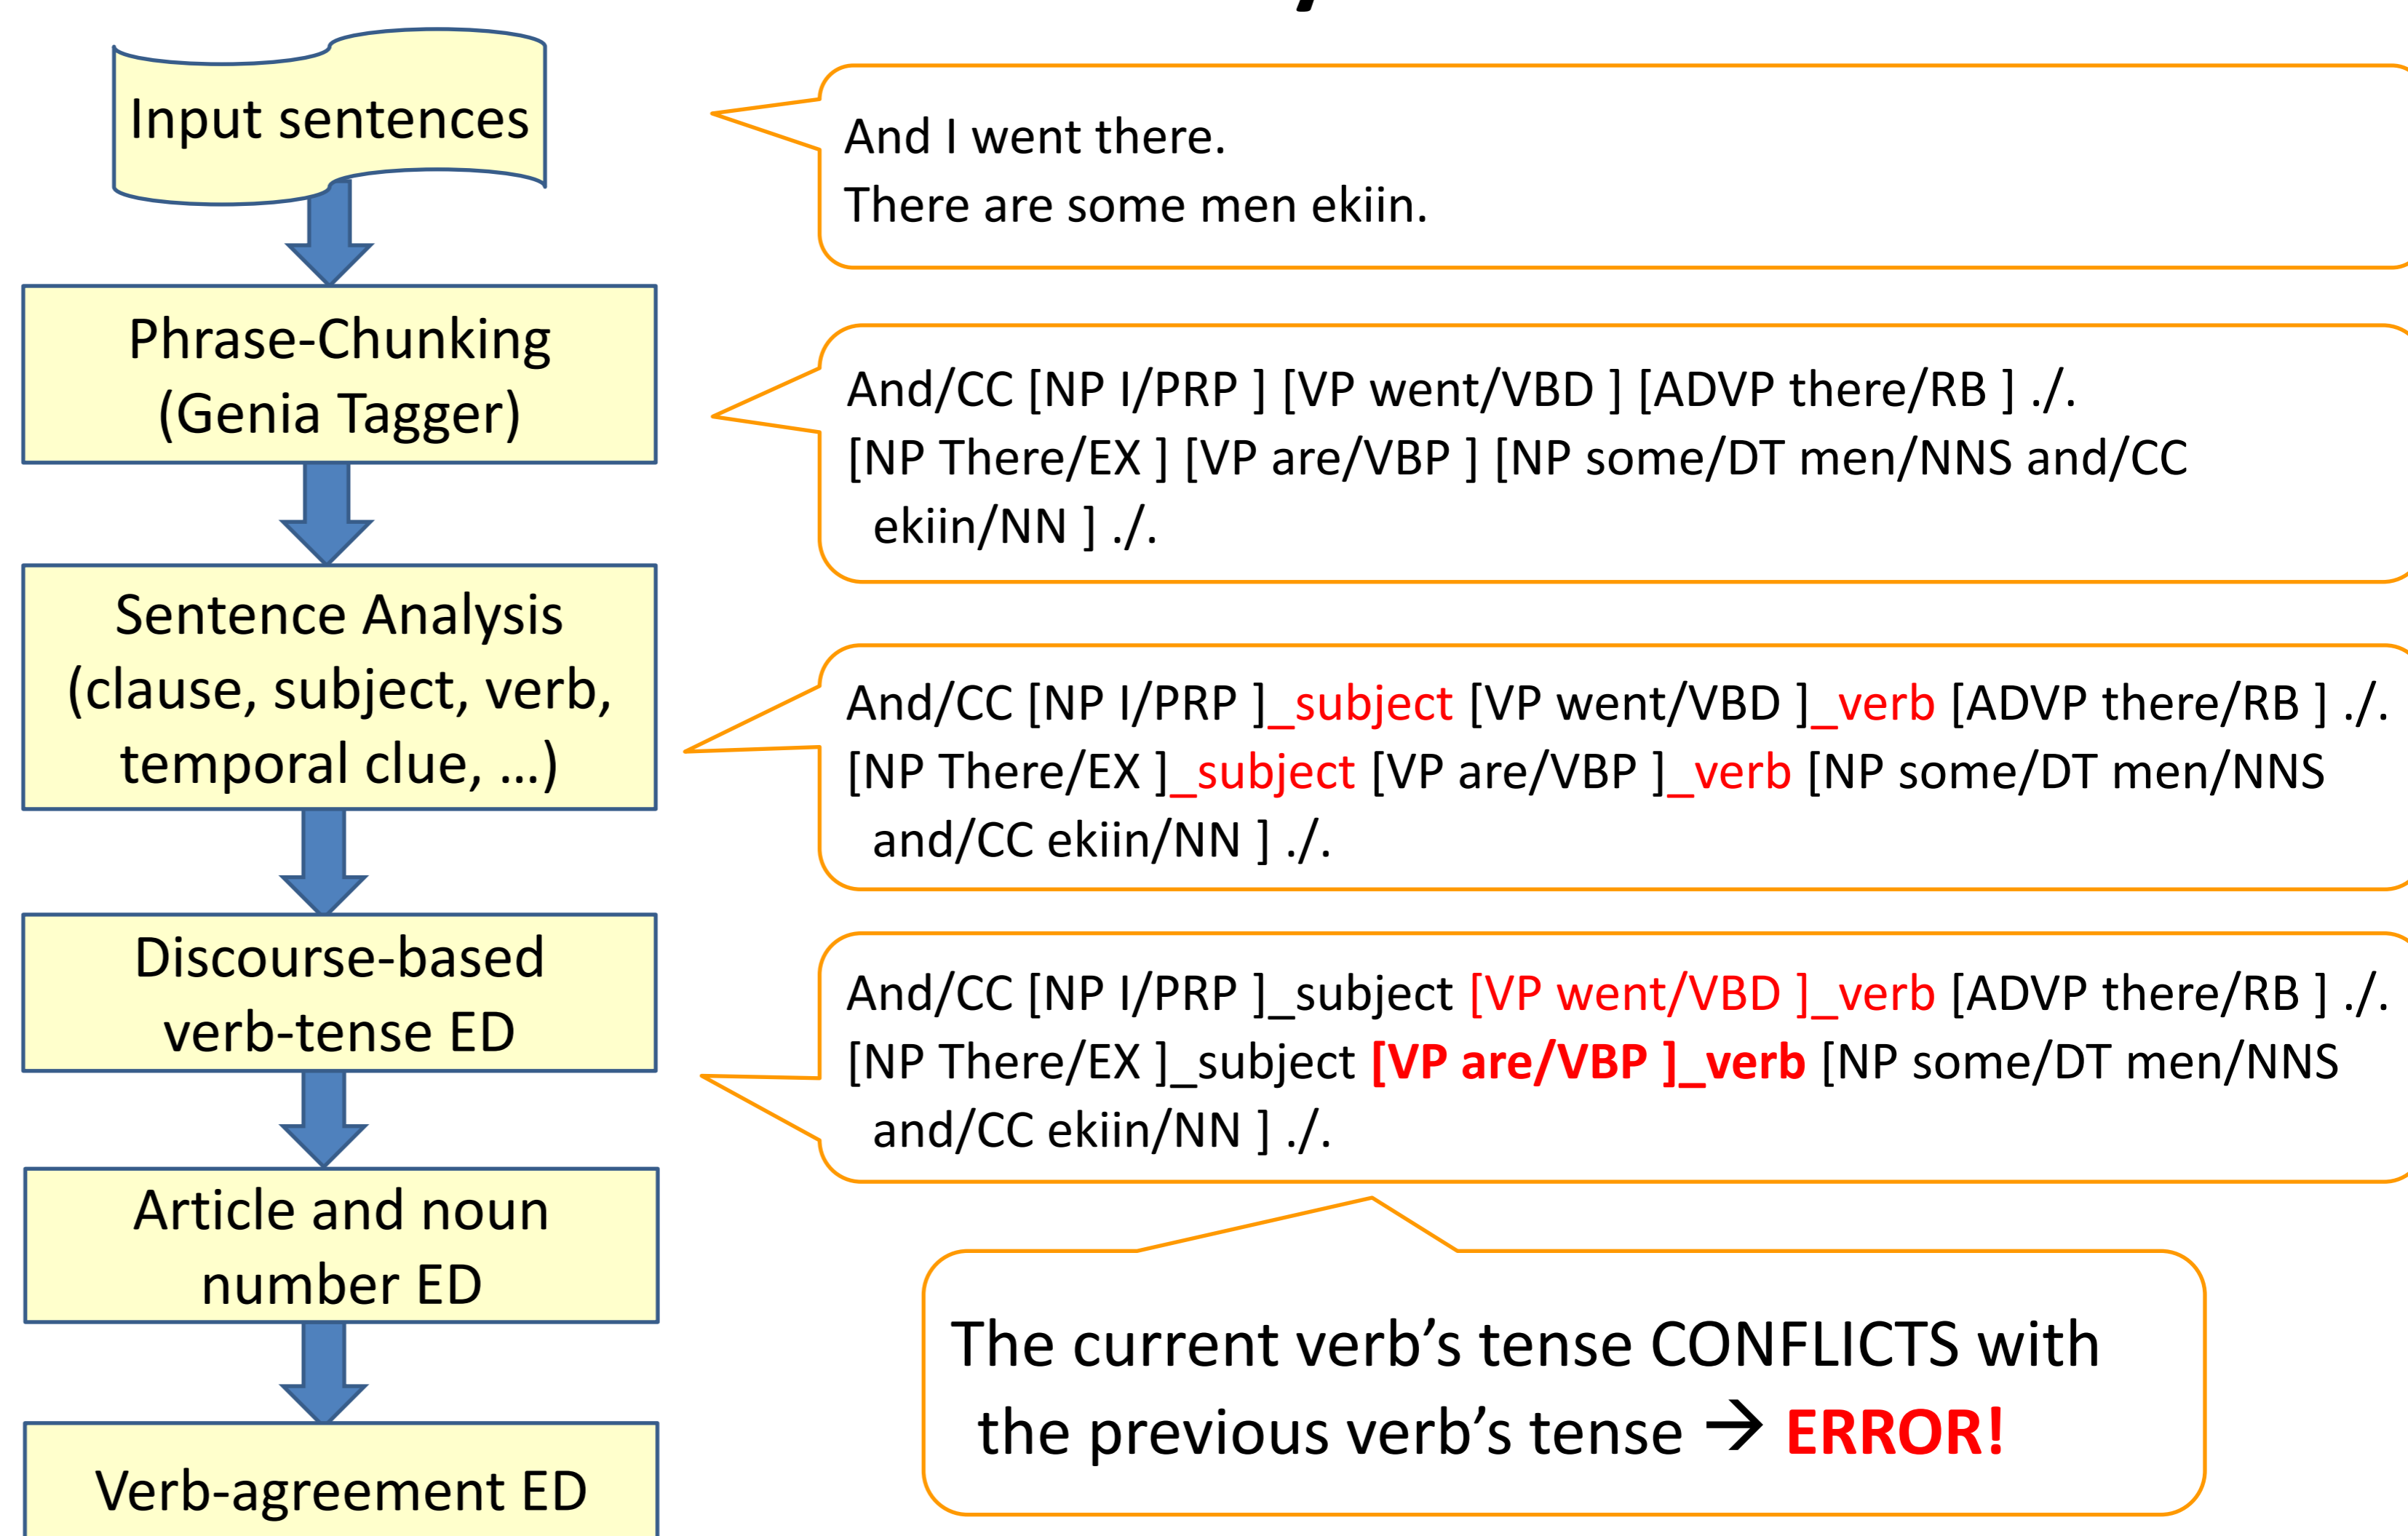 Input sentences
And I went there.
There are some men ekiin.
Phrase-Chunking
(Genia Tagger)
And/CC [NP I/PRP ] [VP went/VBD ] [ADVP there/RB ] ./.
[NP There/EX ] [VP are/VBP ] [NP some/DT men/NNS and/CC
ekiin/NN ] ./.
Sentence Analysis
(clause, subject, verb,
temporal clue, …)
And/CC [NP I/PRP ]_subject [VP went/VBD ]_verb [ADVP there/RB ] ./.
[NP There/EX ]_subject [VP are/VBP ]_verb [NP some/DT men/NNS
and/CC ekiin/NN ] ./.
Discourse-based
verb-tense ED
And/CC [NP I/PRP ]_subject [VP went/VBD ]_verb [ADVP there/RB ] ./.
[NP There/EX ]_subject [VP are/VBP ]_verb [NP some/DT men/NNS
and/CC ekiin/NN ] ./.
Article and noun
number ED
The current verb’s tense CONFLICTS with
the previous verb’s tense → ERROR!
Verb-agreement ED